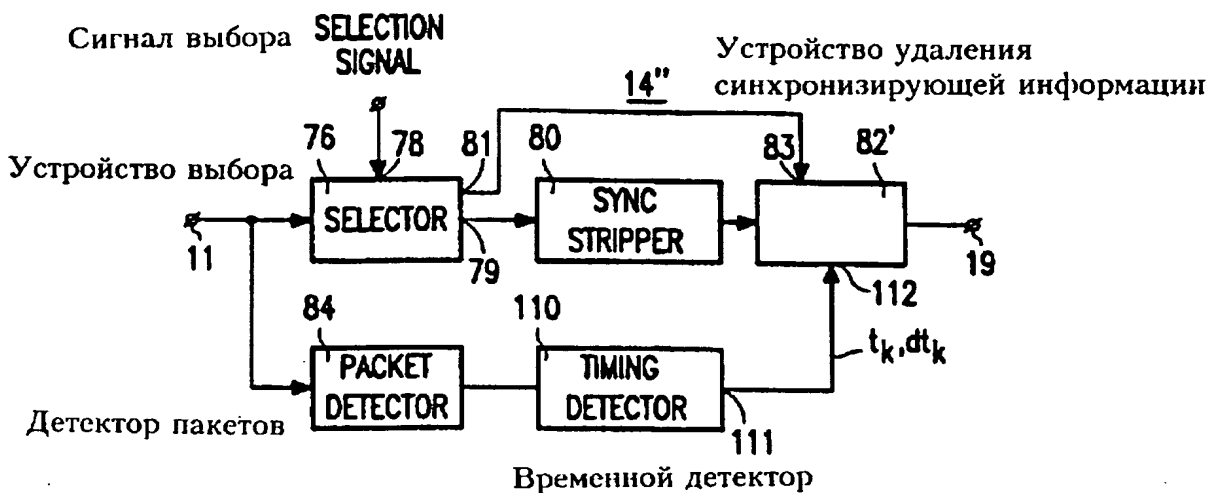 Сигнал выбора
SELECTION
SIGNAL
Устройство удаления
синхронизирующей информации
14"
Устройство выбора
76
78
81
80
83
82'
SELECTOR
SYNC
STRIPPER
11
79
19
112
84
110
tk,dtk
PACKET
DETECTOR
TIMING
DETECTOR
Детектор пакетов
111
Временной детектор